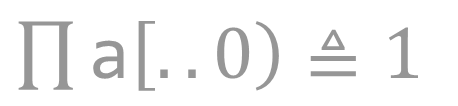 ∏ a[..0) ≜ 1